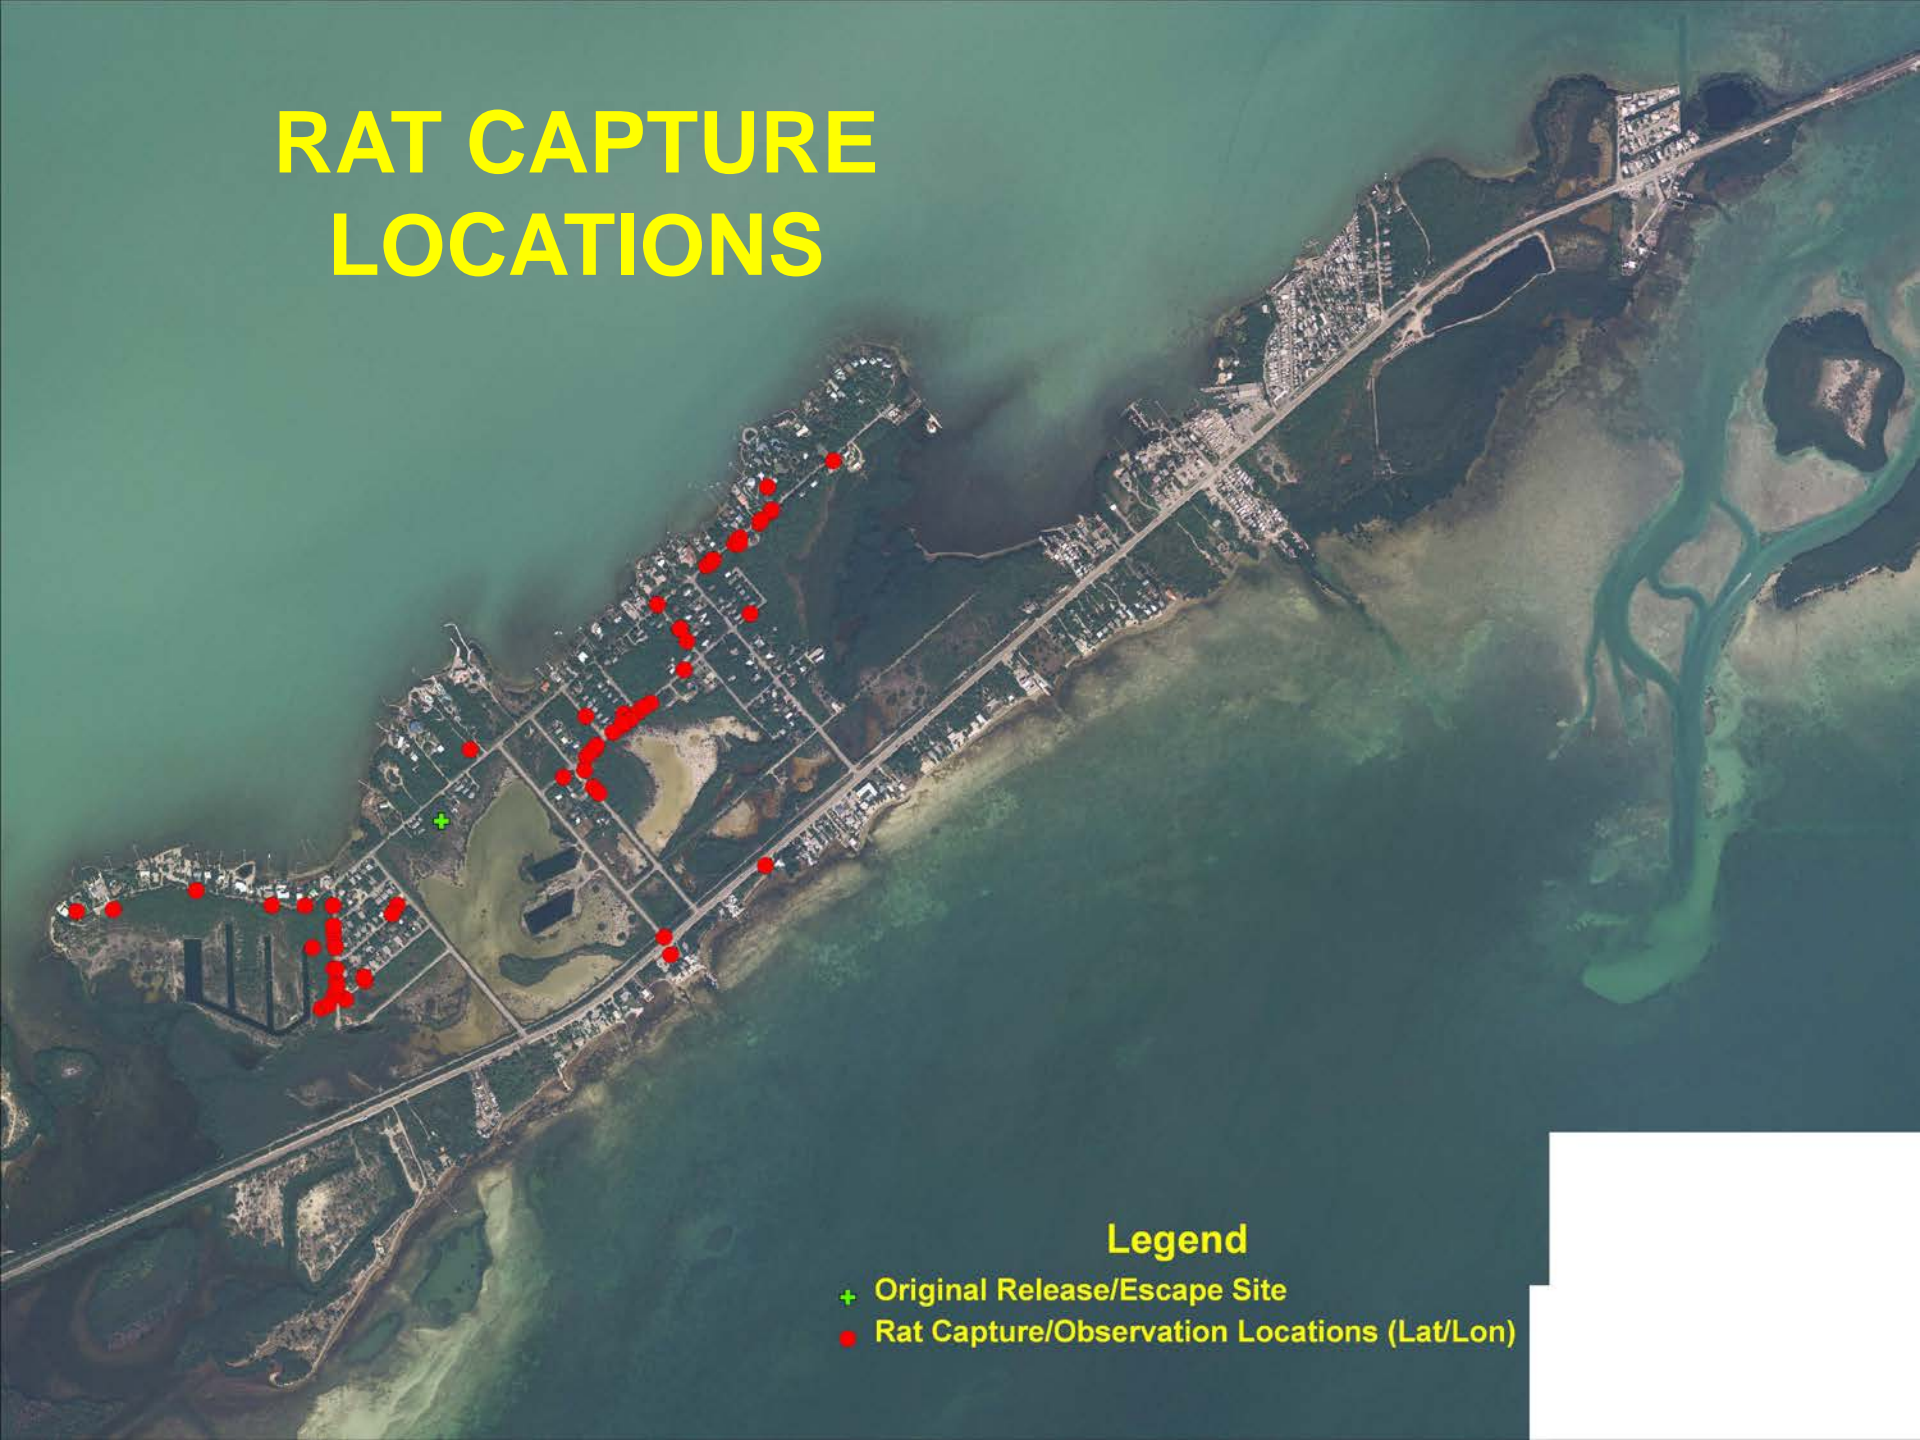 RAT CAPTURE
LOCATIONS
Legend
Original Release/Escape Site
Rat Capture/Observation Locations (Lat/Lon)